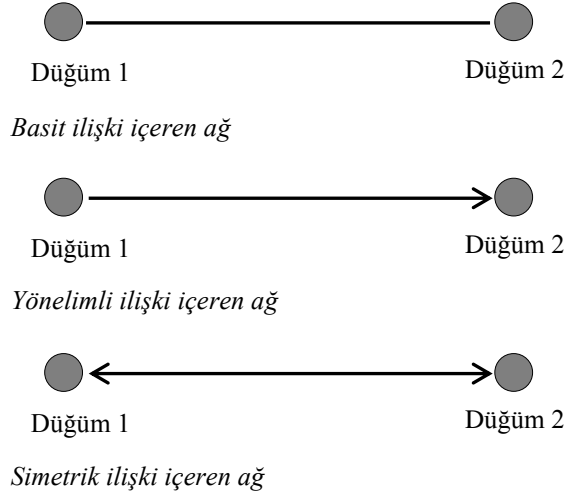 Düğüm 1 Düğüm 2
Basit ilişki içeren ağ
Düğüm 1 Düğüm 2
Yönelimli ilişki içeren ağ
Düğüm 1 Düğüm 2
Simetrik ilişki içeren ağ